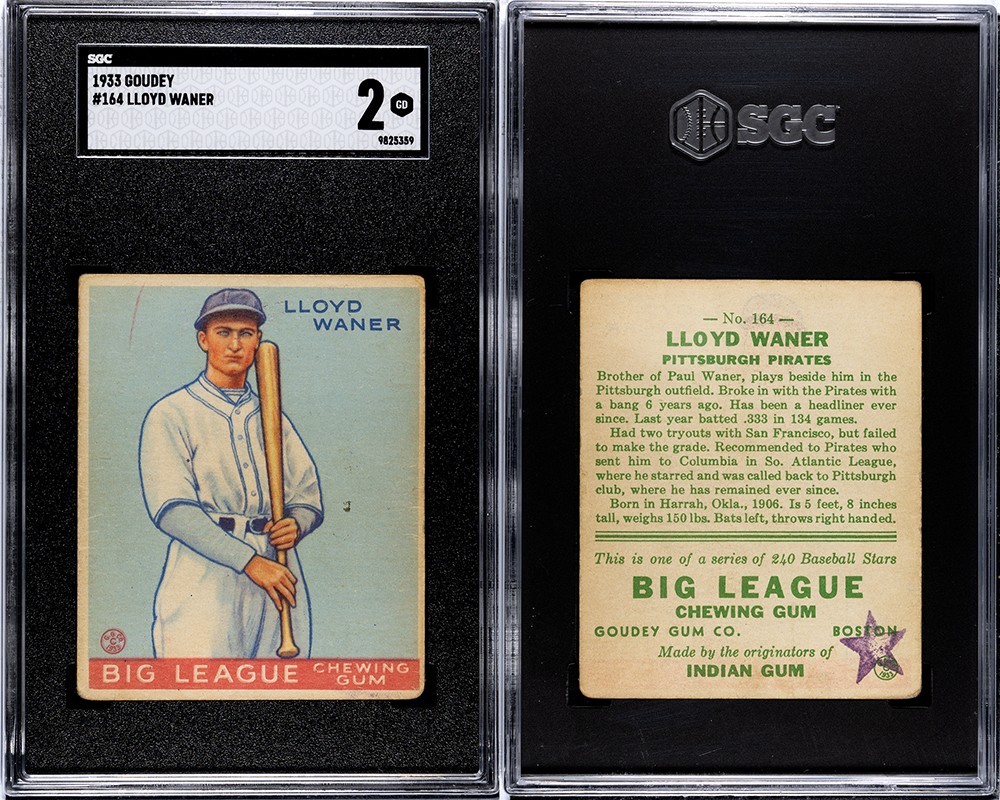 SGC
1933 GOUDEY
#164 LLOYD WANER
2
GD
9825359
LLOYD
WANER
BIG LEAGUE CHEWING
GUM
SGC
— No. 164 —
LLOYD WANER
PITTSBURGH PIRATES
Brother of Paul Waner, plays beside him in the
Pittsburgh outfield. Broke in with the Pirates with
a bang 6 years ago. Has been a headliner ever
since. Last year batted .333 in 134 games.
Had two tryouts with San Francisco, but failed
to make the grade. Recommended to Pirates who
sent him to Columbia in So. Atlantic League,
where he starred and was called back to Pittsburgh
club, where he has remained ever since.
Born in Harrah, Okla., 1906. Is 5 feet, 8 inches
tall, weighs 150 lbs. Bats left, throws right handed.
This is one of a series of 240 Baseball Stars
BIG LEAGUE
CHEWING GUM
GOUDEY GUM CO. BOSTON
Made by the originators of
INDIAN GUM
1933